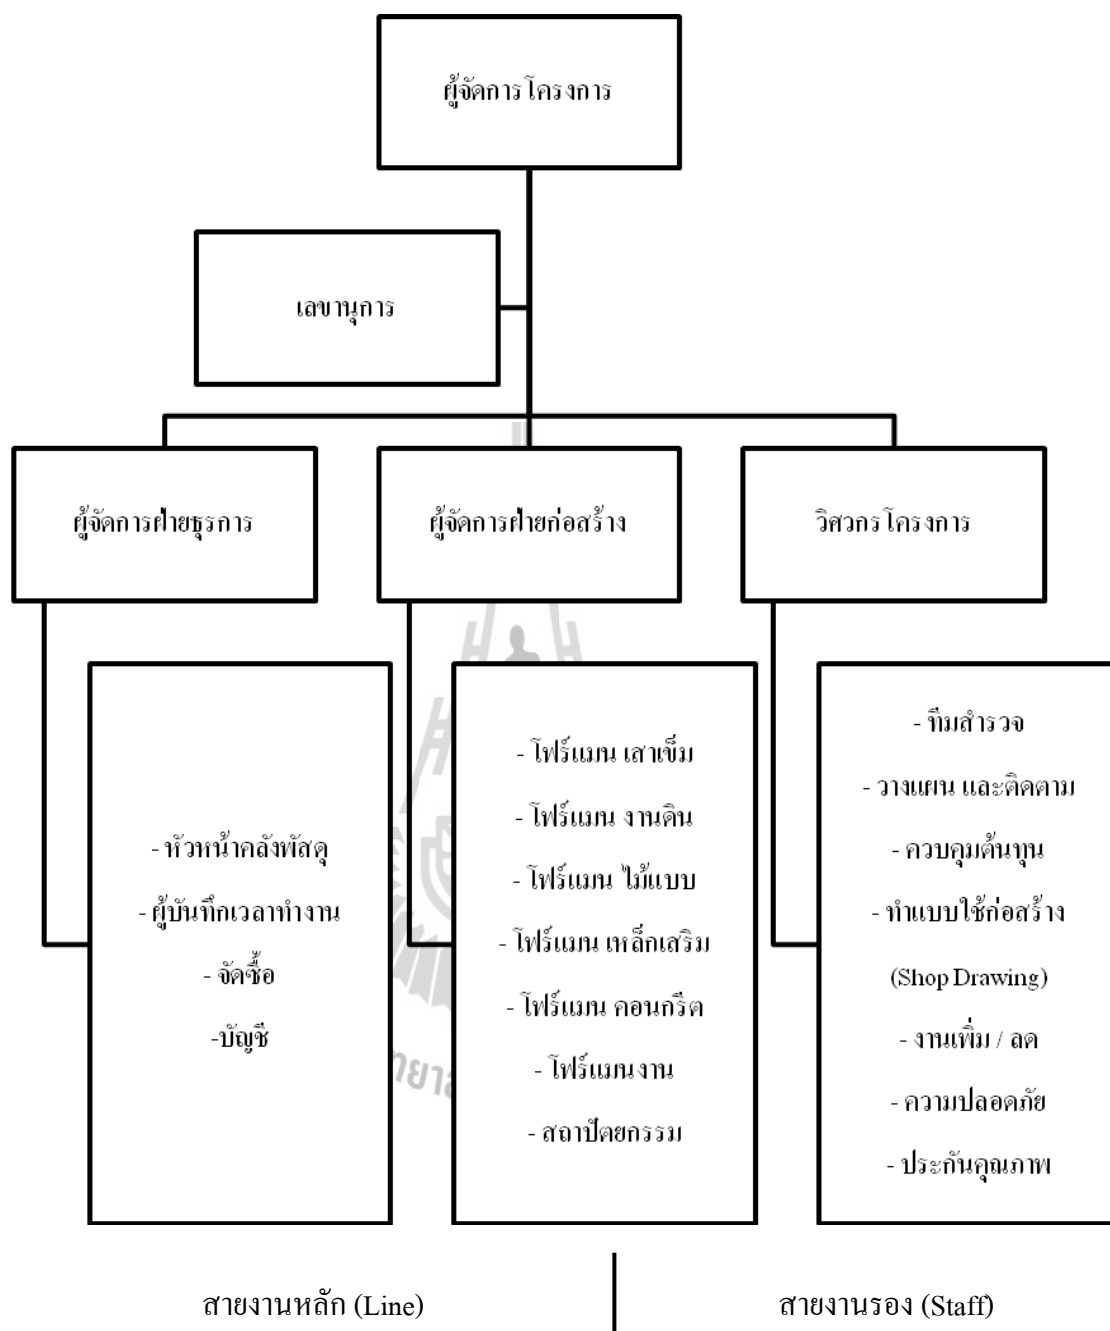 ผู้จัดการโครงการ
เลขานุการ
ผู้จัดการฝ่ายธุรการ
ผู้จัดการฝ่ายก่อสร้าง
วิศวกรโครงการ
- หัวหน้าคลังพัสดุ
- ผู้บันทึกเวลาทำงาน
- จัดซื้อ
-บัญชี
- โฟร์แมน เสาเข็ม
- โฟร์แมน งานดิน
- โฟร์แมน ไม้แบบ
- โฟร์แมน เหล็กเสริม
- โฟร์แมน คอนกรีต
- โฟร์แมนงาน
- สถาปัตยกรรม
- ทีมสำรวจ
- วางแผน และติดตาม
- ควบคุมต้นทุน
- ทำแบบใช้ก่อสร้าง
(Shop Drawing)
- งานเพิ่ม / ลด
- ความปลอดภัย
- ประกันคุณภาพ
สายงานหลัก (Line)
สายงานรอง (Staff)